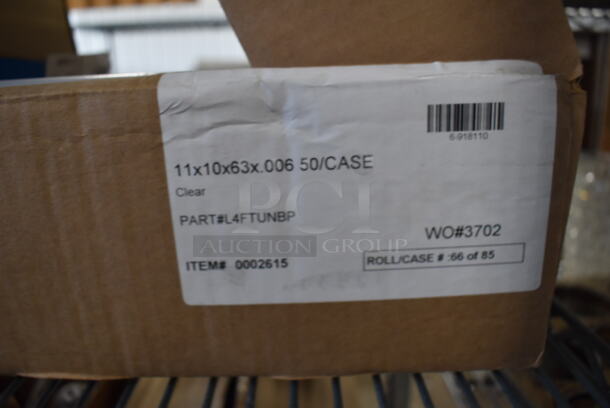 6-918110
11x10x63x.006 50/CASE
Clear
PART#L4FTUNBP
WO#3702
ITEM# 0002615
ROLL/CASE # :66 of 85
PCI
AUCTION GROUP